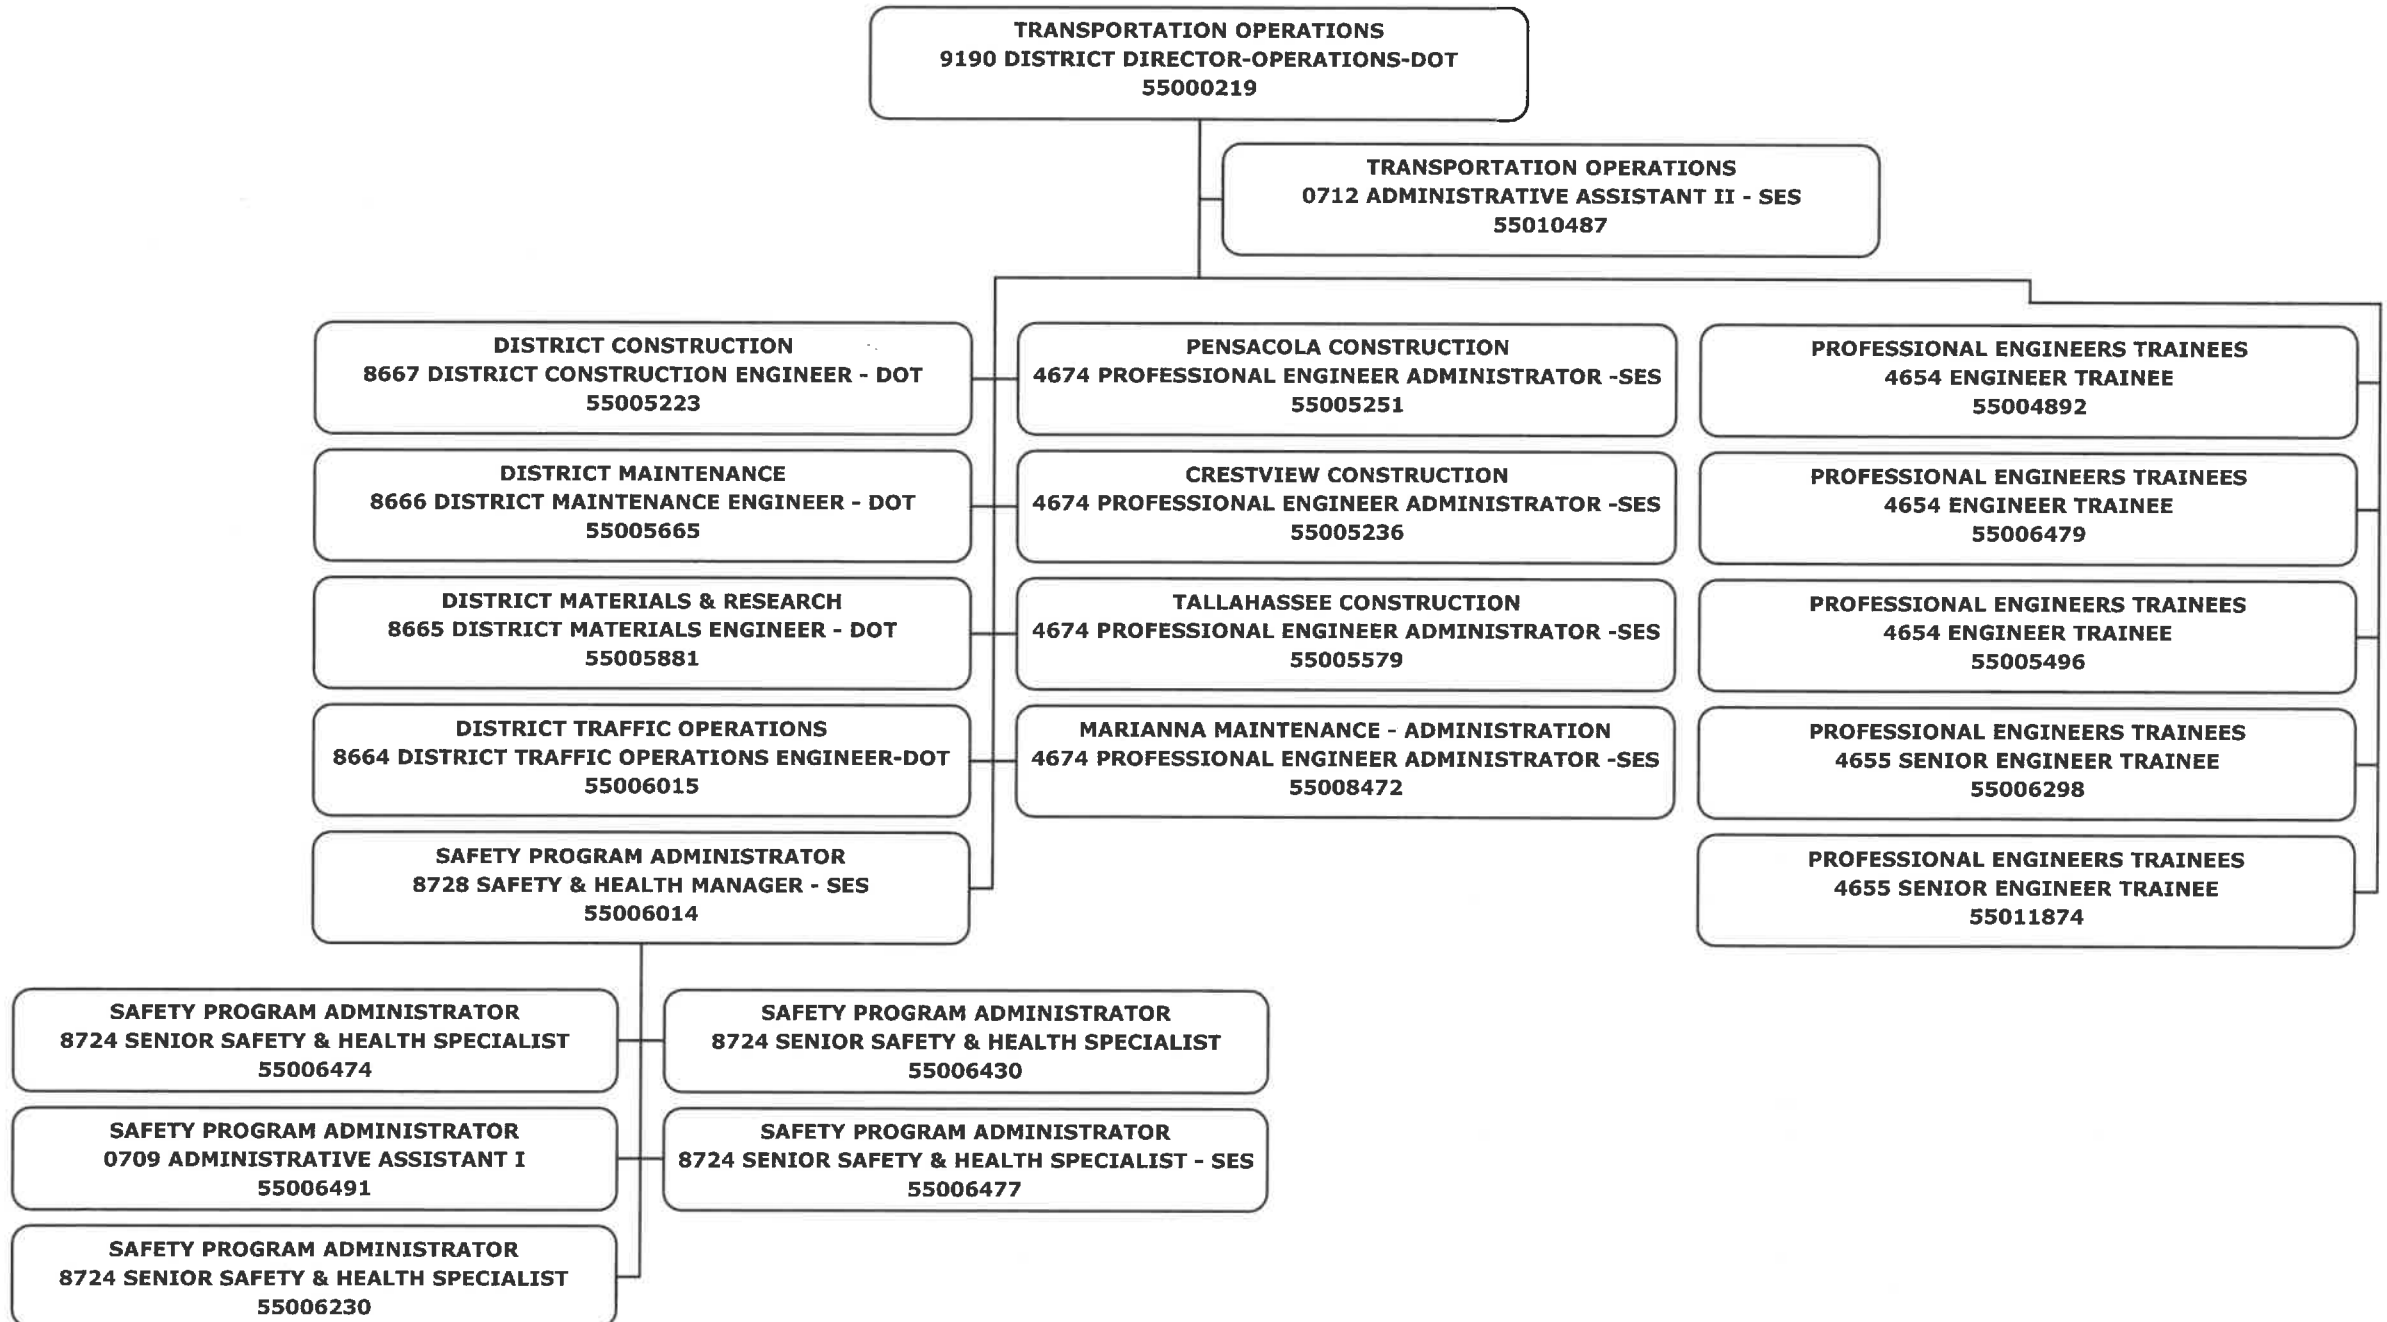 TRANSPORTATION OPERATIONS
9190 DISTRICT DIRECTOR-OPERATIONS-DOT
55000219
TRANSPORTATION OPERATIONS
0712 ADMINISTRATIVE ASSISTANT II - SES
55010487
DISTRICT CONSTRUCTION
8667 DISTRICT CONSTRUCTION ENGINEER - DOT
55005223
PENSACOLA CONSTRUCTION
4674 PROFESSIONAL ENGINEER ADMINISTRATOR -SES
55005251
PROFESSIONAL ENGINEERS TRAINEES
4654 ENGINEER TRAINEE
55004892
DISTRICT MAINTENANCE
8666 DISTRICT MAINTENANCE ENGINEER - DOT
55005665
CRESTVIEW CONSTRUCTION
4674 PROFESSIONAL ENGINEER ADMINISTRATOR -SES
55005236
PROFESSIONAL ENGINEERS TRAINEES
4654 ENGINEER TRAINEE
55006479
DISTRICT MATERIALS & RESEARCH
8665 DISTRICT MATERIALS ENGINEER - DOT
55005881
TALLAHASSEE CONSTRUCTION
4674 PROFESSIONAL ENGINEER ADMINISTRATOR -SES
55005579
PROFESSIONAL ENGINEERS TRAINEES
4654 ENGINEER TRAINEE
55005496
DISTRICT TRAFFIC OPERATIONS
8664 DISTRICT TRAFFIC OPERATIONS ENGINEER-DOT
55006015
MARIANNA MAINTENANCE - ADMINISTRATION
4674 PROFESSIONAL ENGINEER ADMINISTRATOR -SES
55008472
PROFESSIONAL ENGINEERS TRAINEES
4655 SENIOR ENGINEER TRAINEE
55006298
SAFETY PROGRAM ADMINISTRATOR
8728 SAFETY & HEALTH MANAGER - SES
55006014
PROFESSIONAL ENGINEERS TRAINEES
4655 SENIOR ENGINEER TRAINEE
55011874
SAFETY PROGRAM ADMINISTRATOR
8724 SENIOR SAFETY & HEALTH SPECIALIST
55006474
SAFETY PROGRAM ADMINISTRATOR
8724 SENIOR SAFETY & HEALTH SPECIALIST
55006430
SAFETY PROGRAM ADMINISTRATOR
0709 ADMINISTRATIVE ASSISTANT I
55006491
SAFETY PROGRAM ADMINISTRATOR
8724 SENIOR SAFETY & HEALTH SPECIALIST - SES
55006477
SAFETY PROGRAM ADMINISTRATOR
8724 SENIOR SAFETY & HEALTH SPECIALIST
55006230